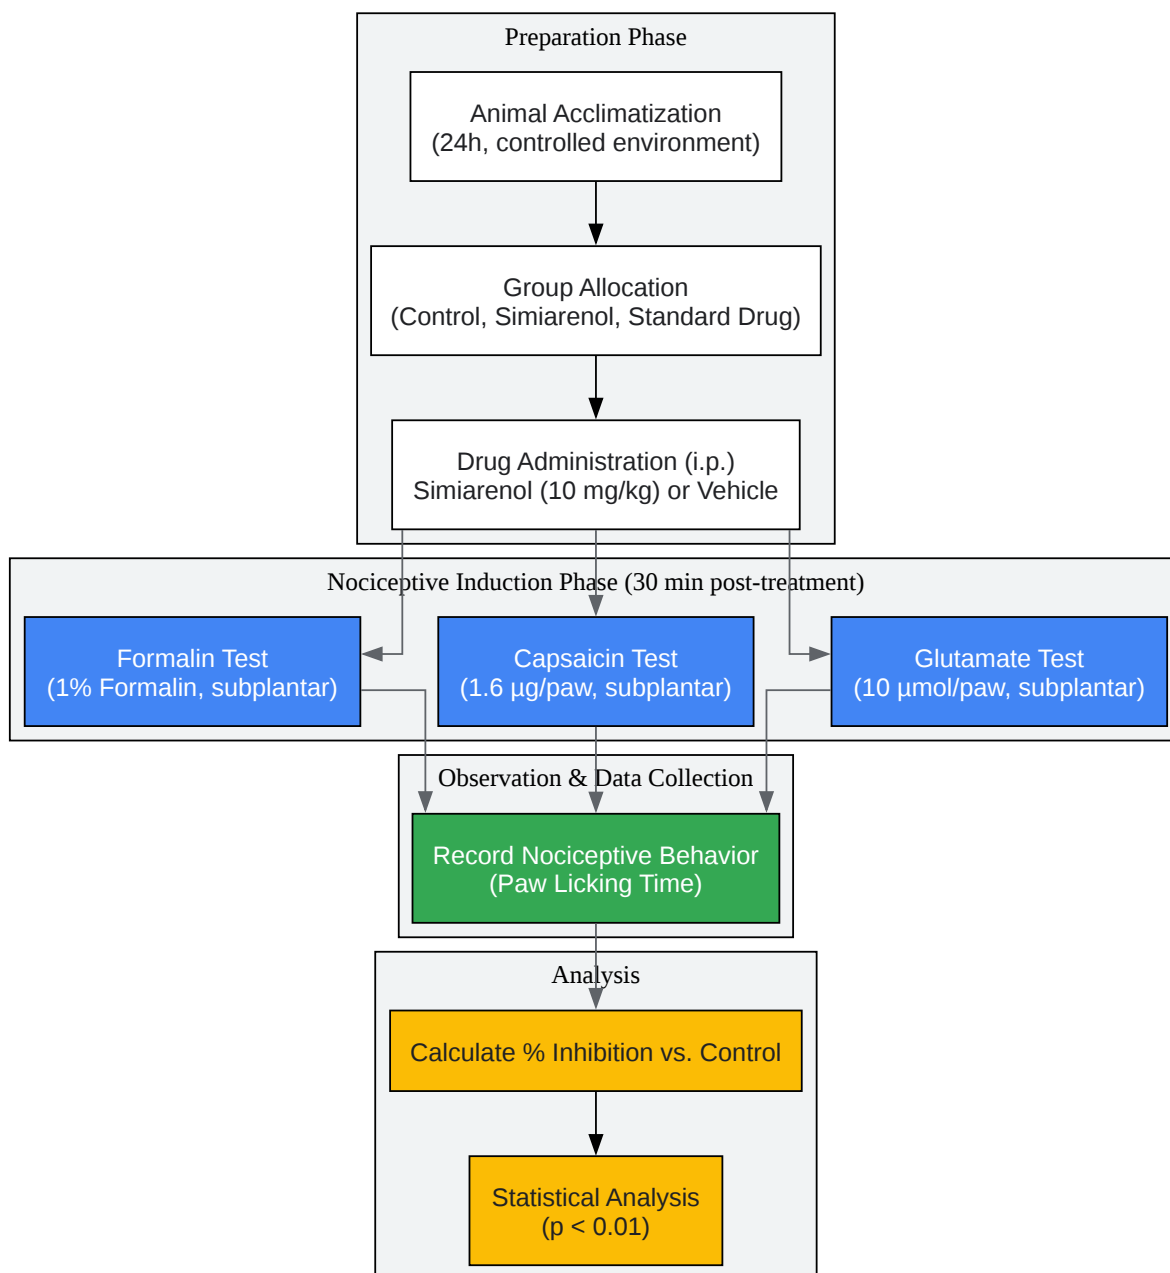 Preparation Phase
Animal Acclimatization
(24h, controlled environment)
Group Allocation
(Control, Simiarenol, Standard Drug)
Drug Administration (i.p.)
Simiarenol (10 mg/kg) or Vehicle
Nociceptive Induction Phase (30 min post-treatment)
Formalin Test
(1% Formalin, subplantar)
Capsaicin Test
(1.6 µg/paw, subplantar)
Glutamate Test
(10 µmol/paw, subplantar)
Observation & Data Collection
Record Nociceptive Behavior
(Paw Licking Time)
Analysis
Calculate % Inhibition vs. Control
Statistical Analysis
(p < 0.01)